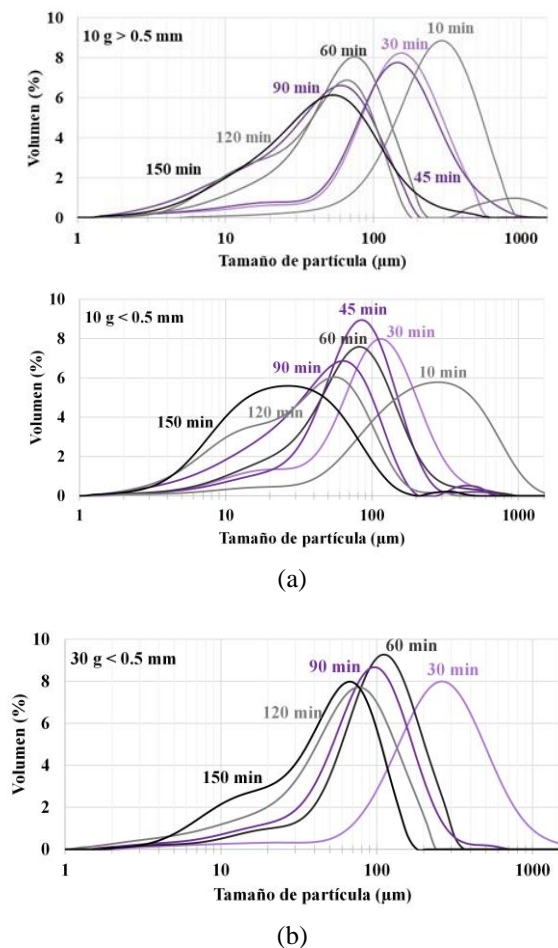 10 g > 0.5 mm
10 min
60 min
30 min
90 min
120 min
150 min
45 min
Volumen (%)
10
8
6
4
2
0
1
10
100
1000
Tamaño de partícula (µm)
10 g < 0.5 mm
45 min
60 min
30 min
90 min
10 min
150 min
120 min
Volumen (%)
10
8
6
4
2
0
1
10
100
1000
Tamaño de partícula (µm)
(a)
30 g < 0.5 mm
60 min
90 min
30 min
120 min
150 min
Volumen (%)
10
8
6
4
2
0
1
10
100
1000
Tamaño de partícula (µm)
(b)